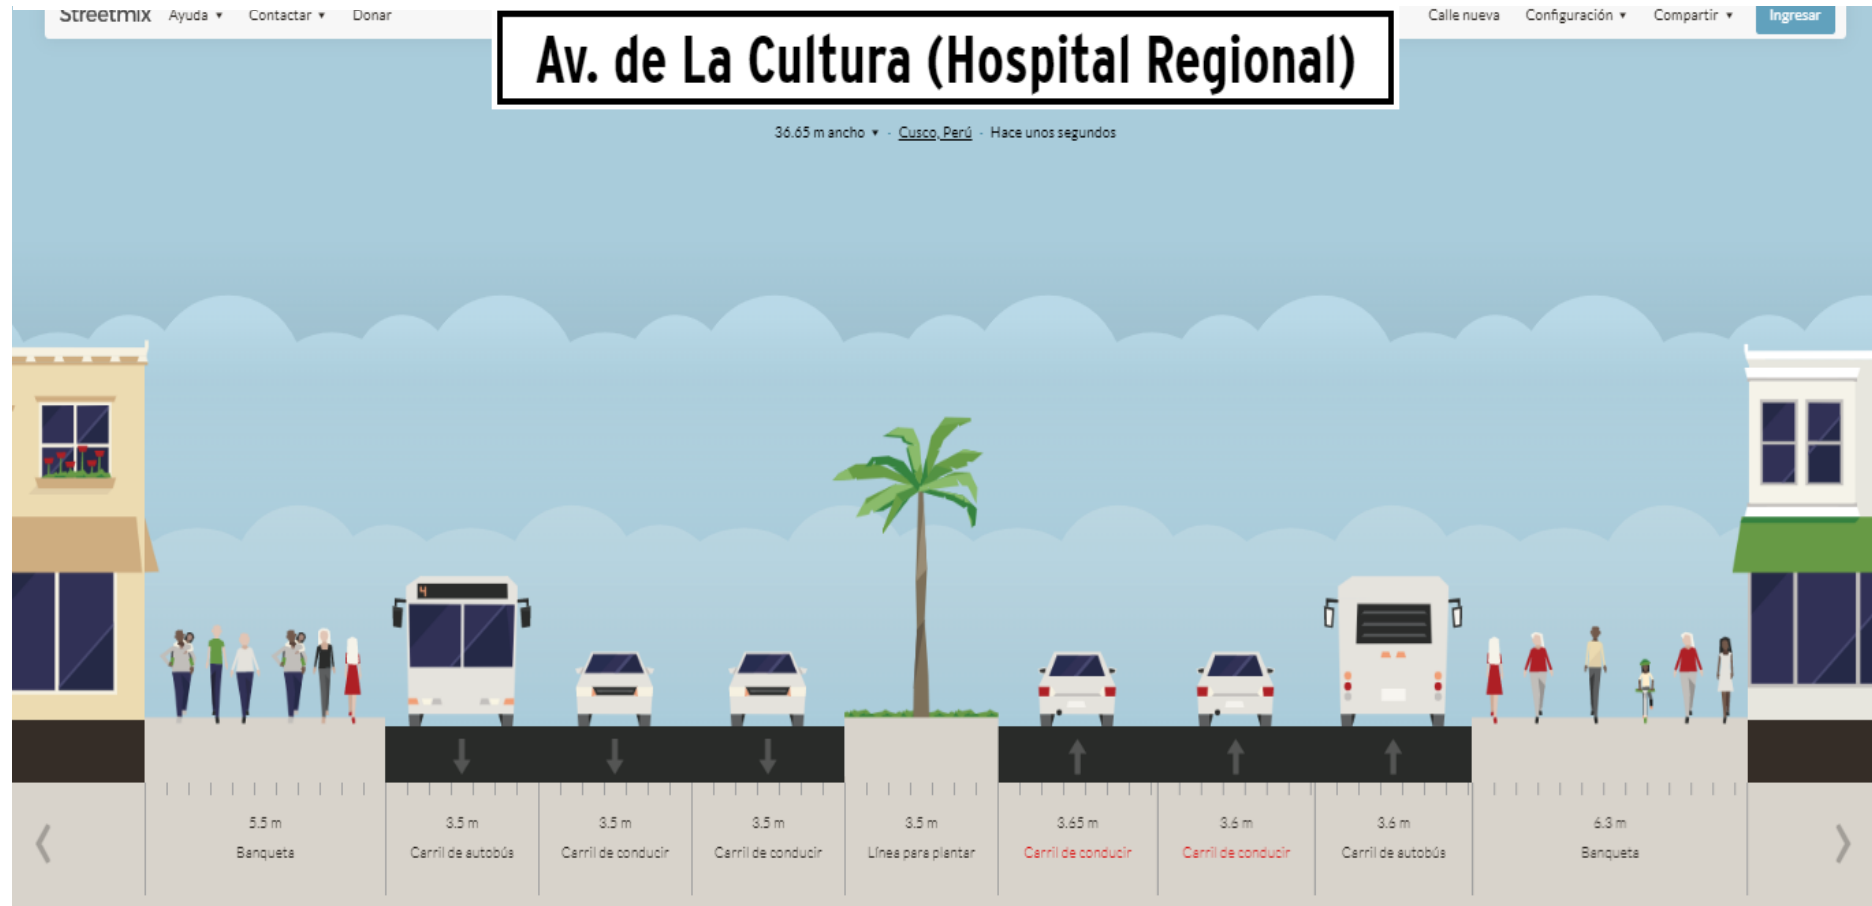 Streetmix Ayuda ▾ Contactar ▾ Donar Calle nueva Configuración ▾ Compartir ▾ Ingresar
Av. de La Cultura (Hospital Regional)
36.65 m ancho ▾ · Cusco, Perú · Hace unos segundos
4
5.5 m 3.5 m 3.5 m 3.5 m 3.5 m 3.65 m 3.6 m 3.6 m 6.3 m
Banqueta Carril de autobús Carril de conducir Carril de conducir Línea para plantar Carril de conducir Carril de conducir Carril de autobús Banqueta